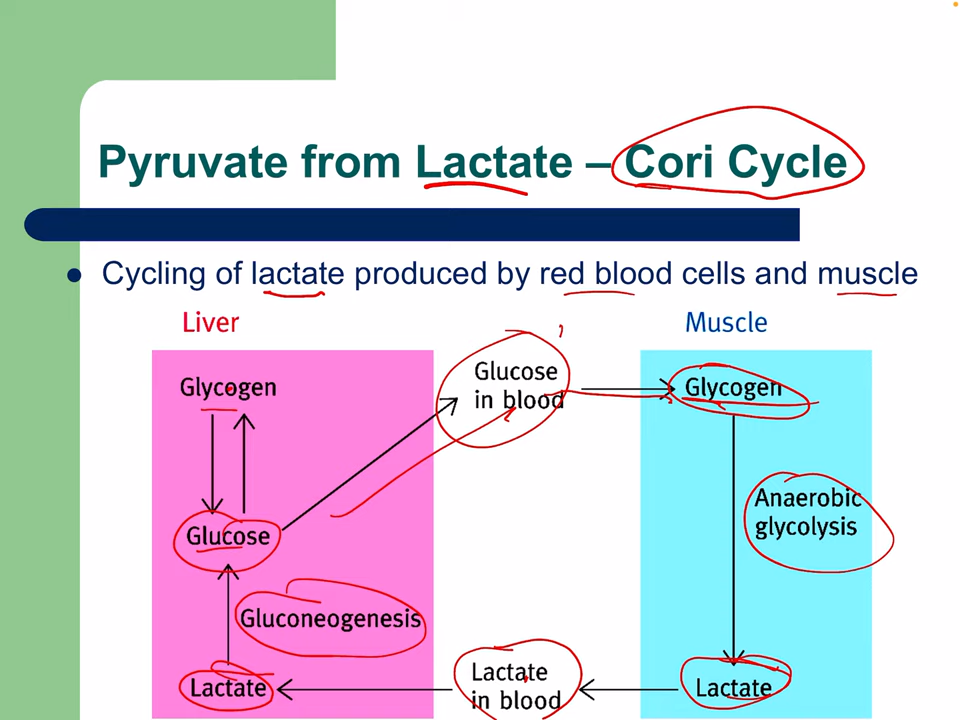 Pyruvate from Lactate – Cori Cycle
Cycling of lactate produced by red blood cells and muscle
Liver
Muscle
Glycogen
Glucose
in blood
Glycogen
Anaerobic
glycolysis
Glucose
Gluconeogenesis
Lactate
Lactate
in blood
Lactate